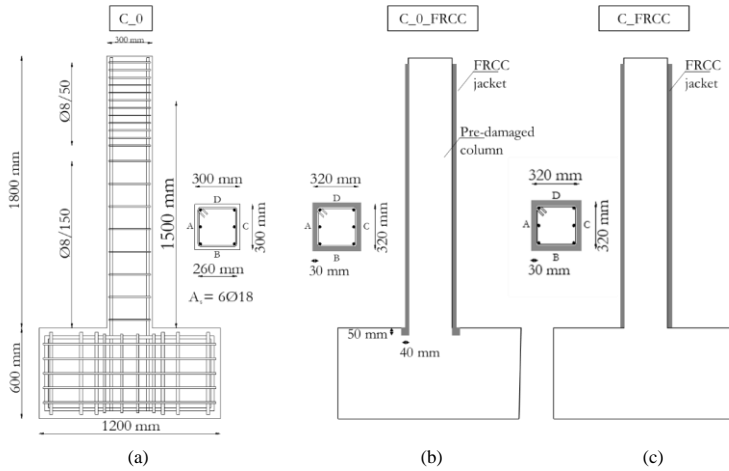 C_0
300 mm
Ø8/50
Ø8/150
1800 mm
600 mm
1500 mm
1200 mm
300 mm
D
A
C
B
300 mm
260 mm
As = 6Ø18
(a)
C_0_FRCC
FRCC
jacket
Pre-damaged
column
320 mm
D
A
C
B
320 mm
30 mm
50 mm
40 mm
(b)
C_FRCC
FRCC
jacket
320 mm
D
A
C
B
320 mm
30 mm
(c)